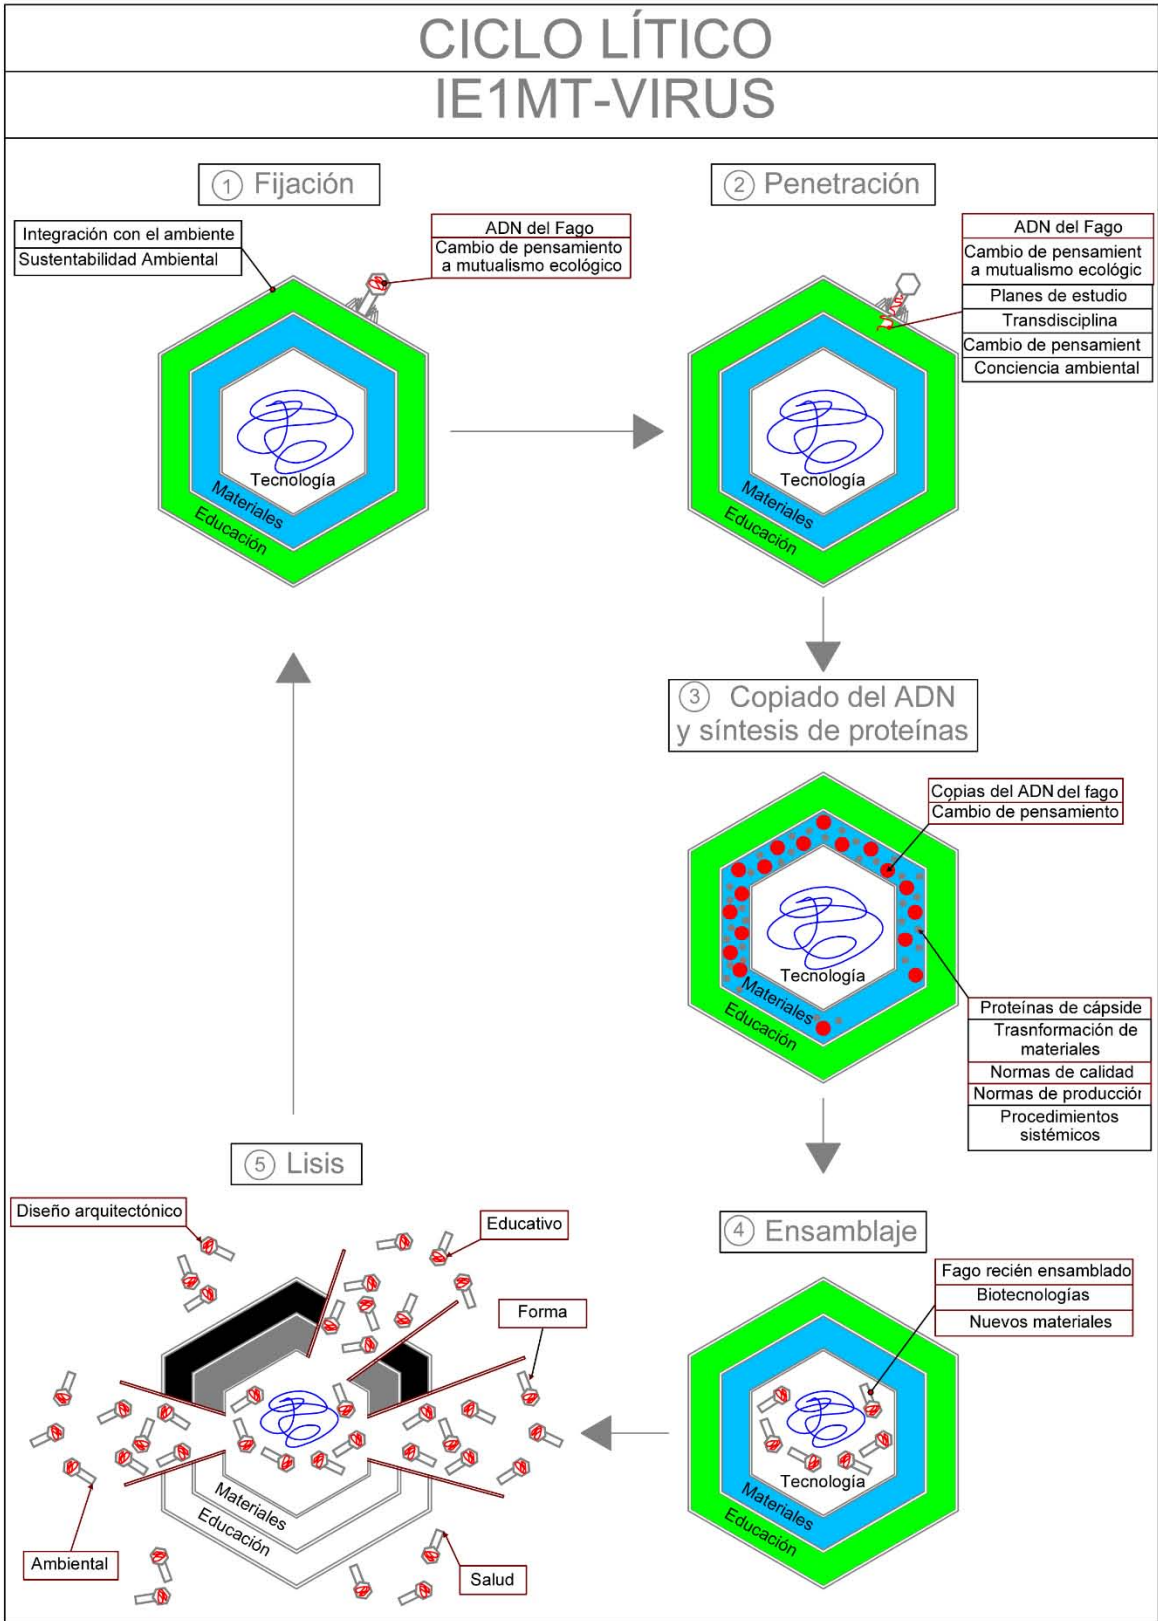 CICLO LÍTICO
IE1MT-VIRUS
1 Fijación
Integración con el ambiente
Sustentabilidad Ambiental
ADN del Fago
Cambio de pensamiento
a mutualismo ecológico
Tecnología
Materiales
Educación
2 Penetración
ADN del Fago
Cambio de pensamient
a mutualismo ecológic
Planes de estudio
Transdisciplina
Cambio de pensamient
Conciencia ambiental
Tecnología
Materiales
Educación
3 Copiado del ADN
y síntesis de proteínas
Copias del ADN del fago
Cambio de pensamiento
Tecnología
Materiales
Educación
Proteínas de cápside
Trasnformación de
materiales
Normas de calidad
Normas de producción
Procedimientos
sistémicos
4 Ensamblaje
Fago recién ensamblado
Biotecnologías
Nuevos materiales
Tecnología
Materiales
Educación
5 Lisis
Diseño arquitectónico
Educativo
Forma
Materiales
Educación
Ambiental
Salud